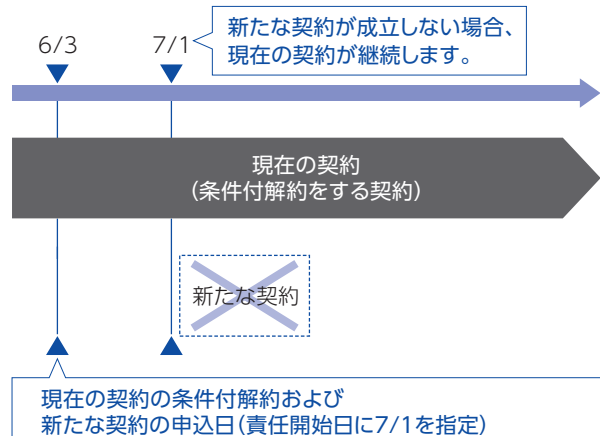 6/3
7/1
新たな契約が成立しない場合、
現在の契約が継続します。
現在の契約
（条件付解約をする契約）
新たな契約
現在の契約の条件付解約および
新たな契約の申込日（責任開始日に7/1を指定）